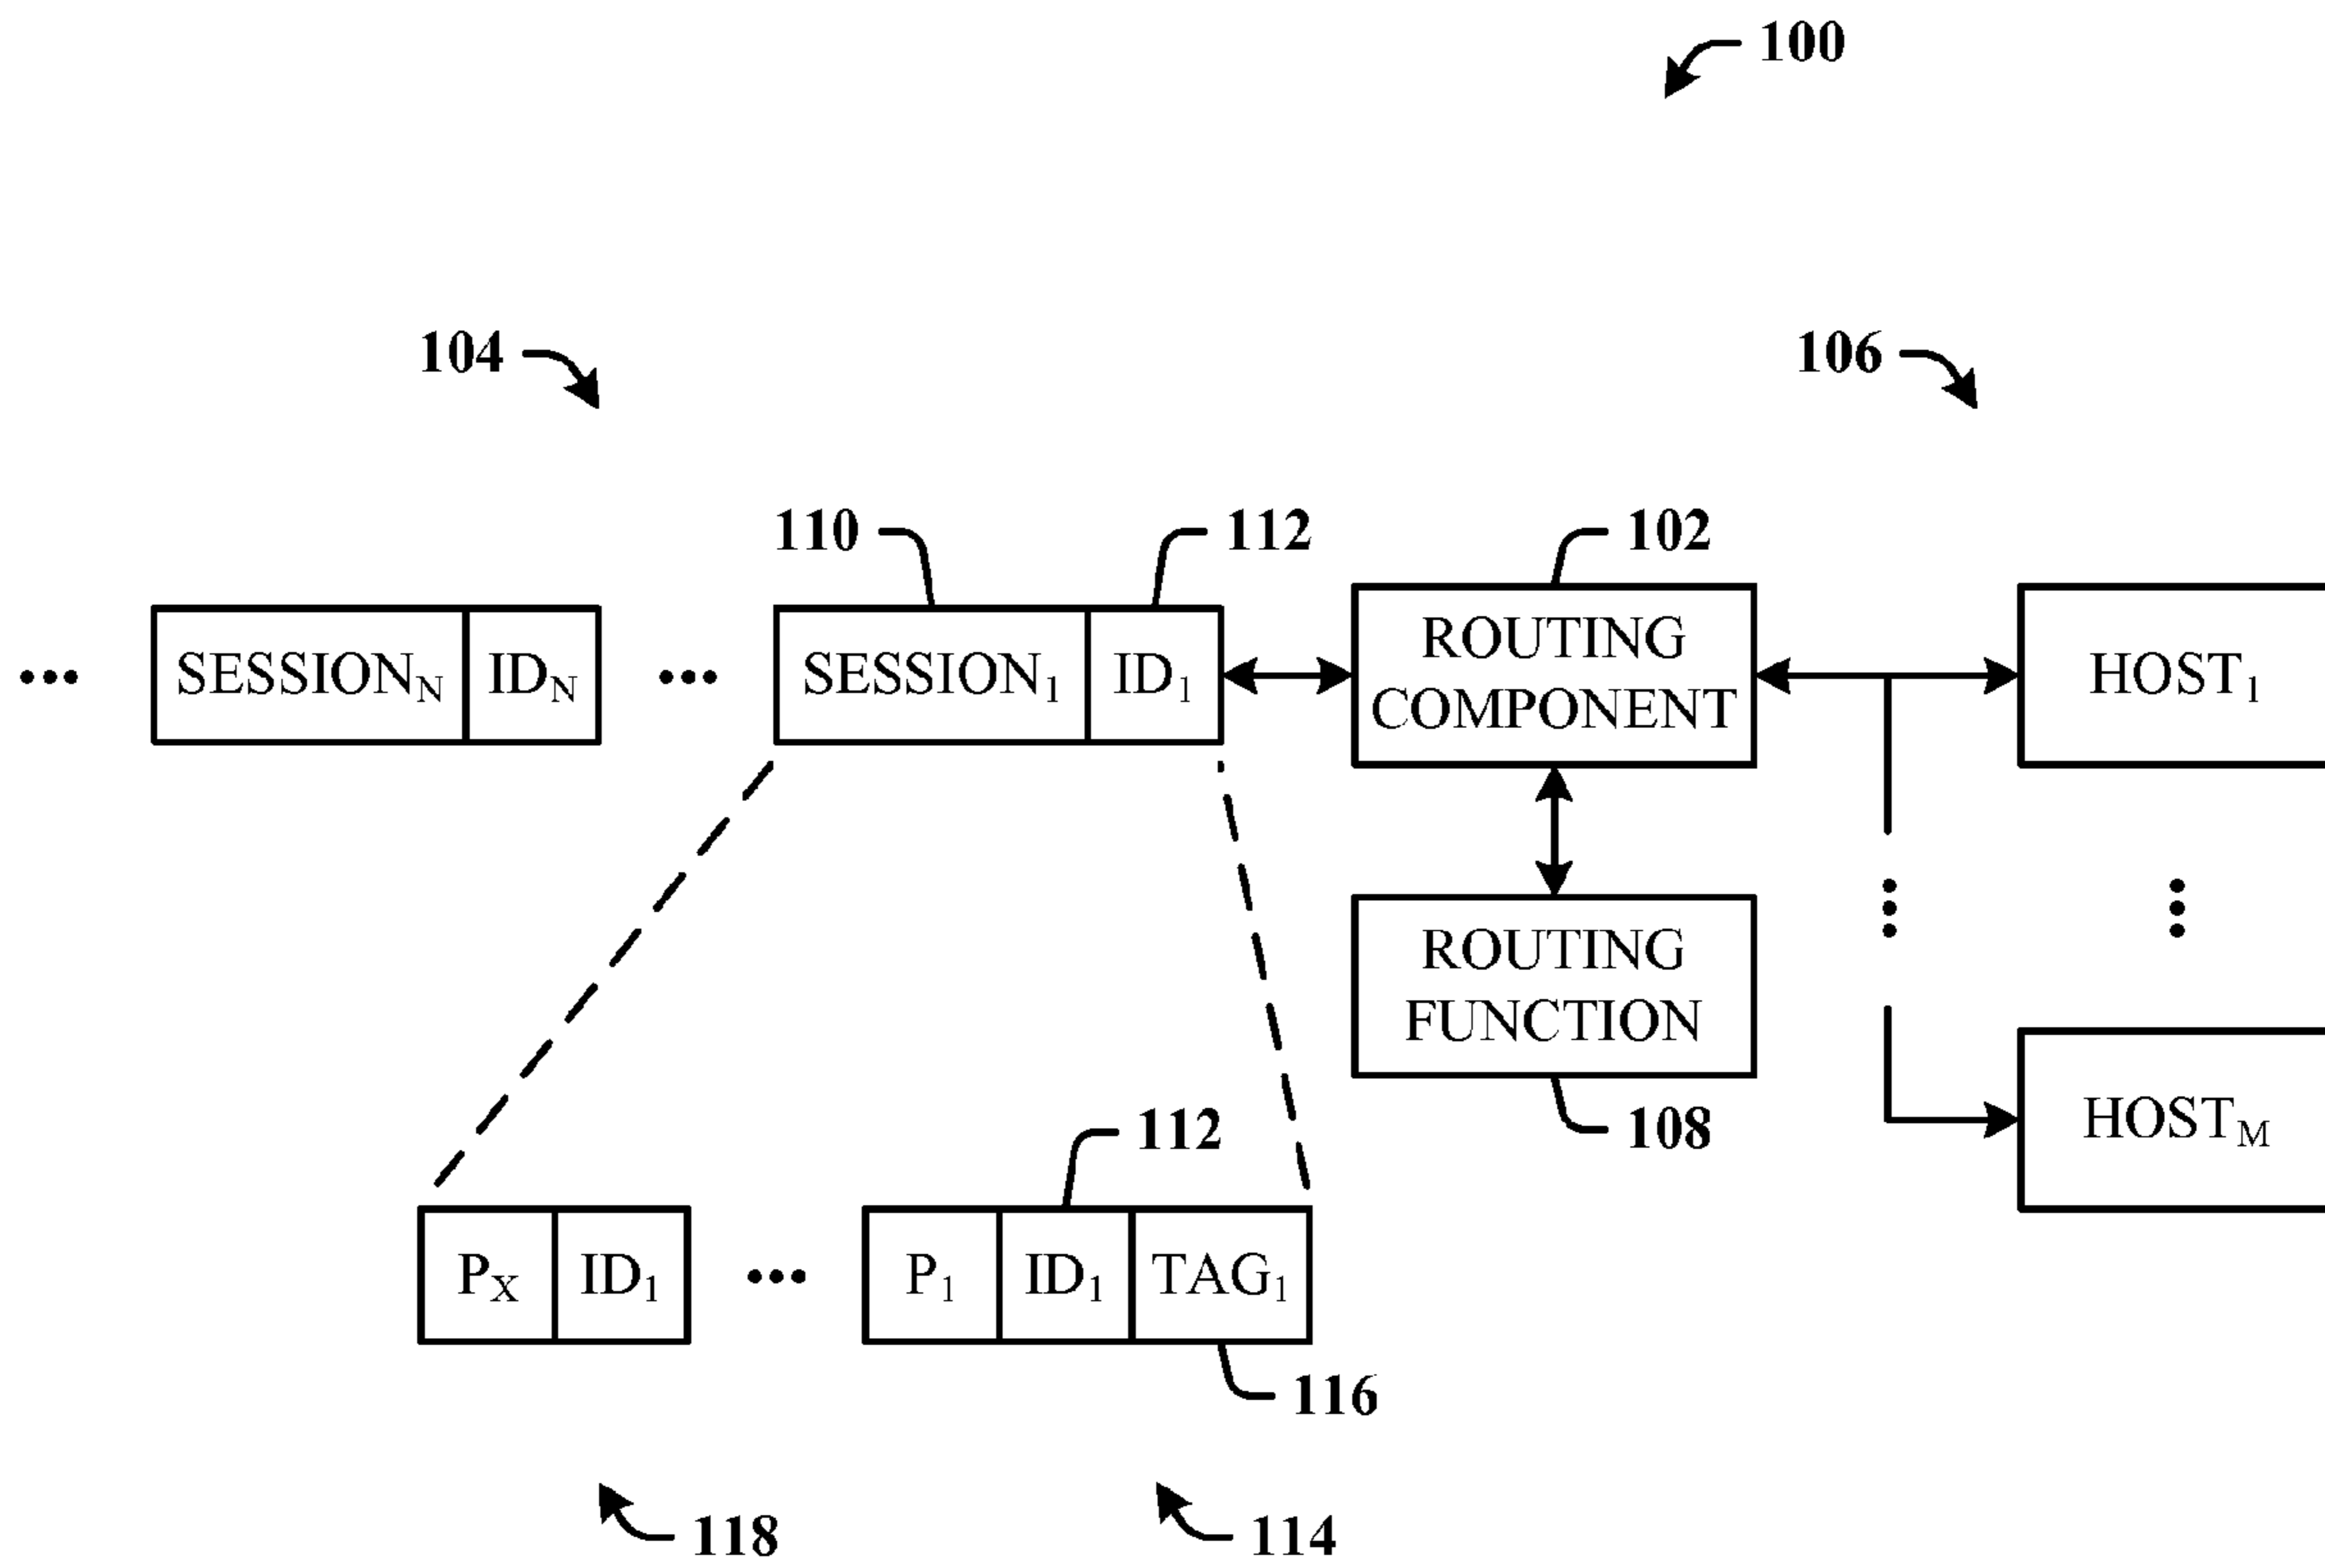 100
104
106
110
112
102
••• SESSIONN IDN ••• SESSION1 ID1
ROUTING
COMPONENT
HOST1
ROUTING
FUNCTION
108
HOSTM
112
PX ID1 ••• P1 ID1 TAG1
116
118
114